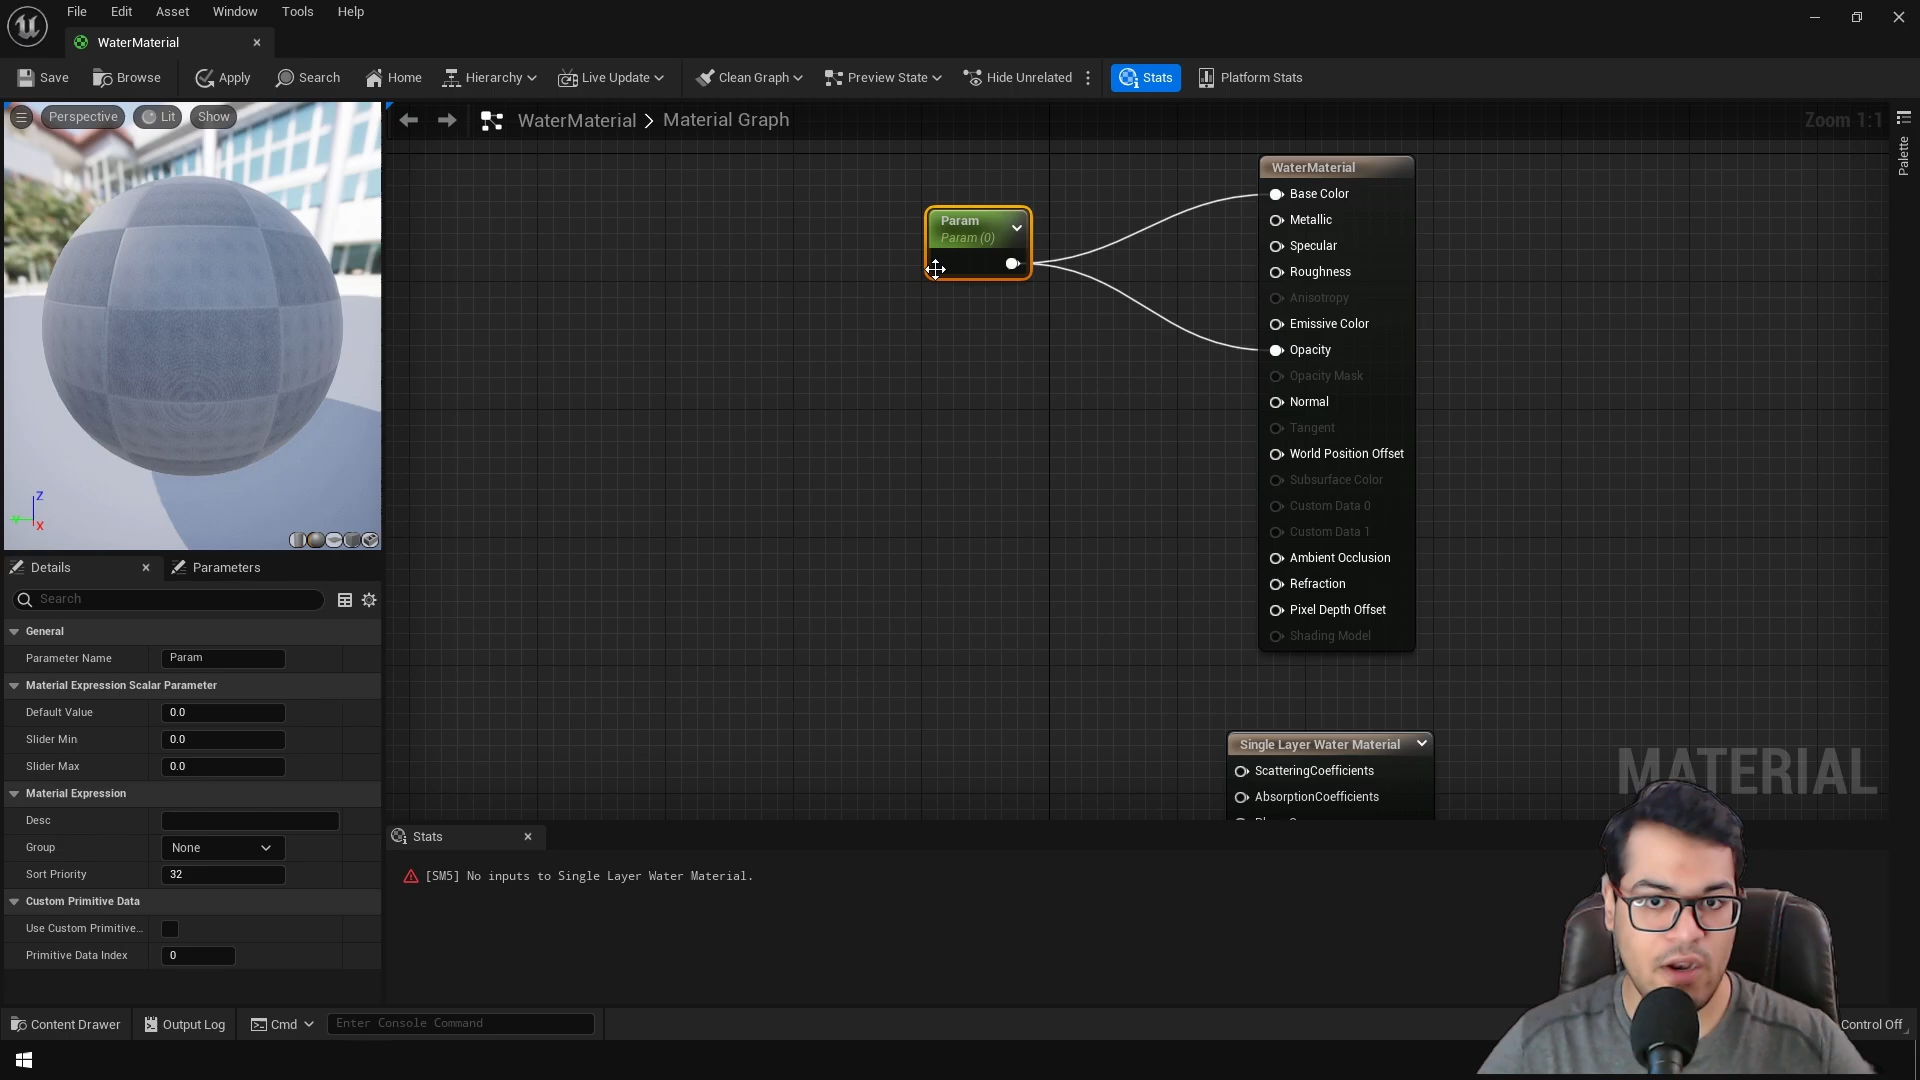 File Edit Asset Window Tools Help
WaterMaterial
Save Browse Apply Search Home Hierarchy Live Update Clean Graph Preview State Hide Unrelated Stats Platform Stats
Perspective Lit Show
WaterMaterial > Material Graph
Zoom 1:1
Palette
Param
Param (0)
WaterMaterial
Base Color
Metallic
Specular
Roughness
Anisotropy
Emissive Color
Opacity
Opacity Mask
Normal
Tangent
World Position Offset
Subsurface Color
Custom Data 0
Custom Data 1
Ambient Occlusion
Refraction
Pixel Depth Offset
Shading Model
Single Layer Water Material
ScatteringCoefficients
AbsorptionCoefficients
MATERIAL
Z
Y
X
Details Parameters
Search
General
Parameter Name Param
Material Expression Scalar Parameter
Default Value 0.0
Slider Min 0.0
Slider Max 0.0
Material Expression
Desc
Group None
Sort Priority 32
Custom Primitive Data
Use Custom Primitive...
Primitive Data Index 0
Stats
[SM5] No inputs to Single Layer Water Material.
Content Drawer Output Log Cmd Enter Console Command
Control Off